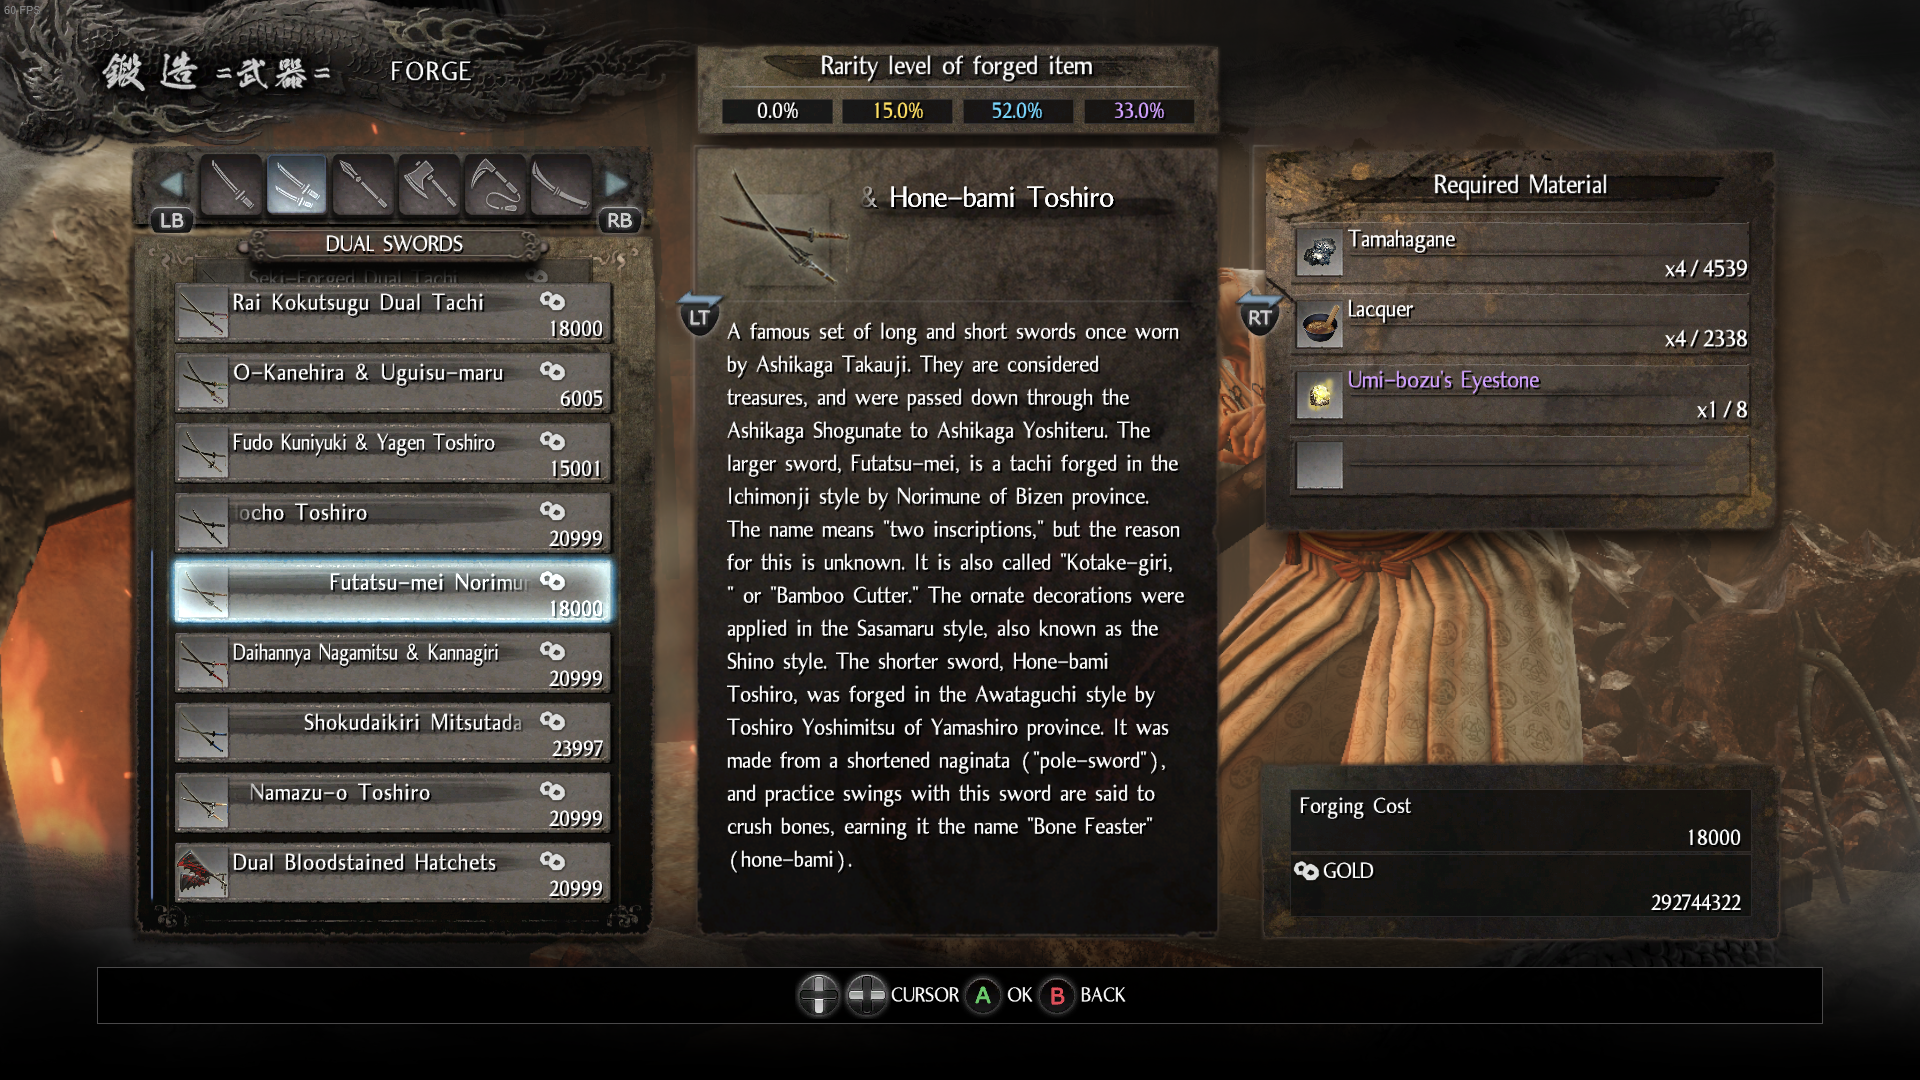 60 FPS
鍛造 =武器= FORGE
Rarity level of forged item
0.0% 15.0% 52.0% 33.0%
LB RB
DUAL SWORDS
Seki-Forged Dual Tachi
Rai Kokutsugu Dual Tachi
18000
O-Kanehira & Uguisu-maru
6005
Fudo Kuniyuki & Yagen Toshiro
15001
ocho Toshiro
20999
Futatsu-mei Norimu
18000
Daihannya Nagamitsu & Kannagiri
20999
Shokudaikiri Mitsutada
23997
Namazu-o Toshiro
20999
Dual Bloodstained Hatchets
20999
& Hone-bami Toshiro
LT
A famous set of long and short swords once worn
by Ashikaga Takauji. They are considered
treasures, and were passed down through the
Ashikaga Shogunate to Ashikaga Yoshiteru. The
larger sword, Futatsu-mei, is a tachi forged in the
Ichimonji style by Norimune of Bizen province.
The name means "two inscriptions," but the reason
for this is unknown. It is also called "Kotake-giri,
" or "Bamboo Cutter." The ornate decorations were
applied in the Sasamaru style, also known as the
Shino style. The shorter sword, Hone-bami
Toshiro, was forged in the Awataguchi style by
Toshiro Yoshimitsu of Yamashiro province. It was
made from a shortened naginata ("pole-sword"),
and practice swings with this sword are said to
crush bones, earning it the name "Bone Feaster"
(hone-bami).
RT
Required Material
Tamahagane
x4 / 4539
Lacquer
x4 / 2338
Umi-bozu's Eyestone
x1 / 8
Forging Cost
18000
GOLD
292744322
CURSOR A OK B BACK